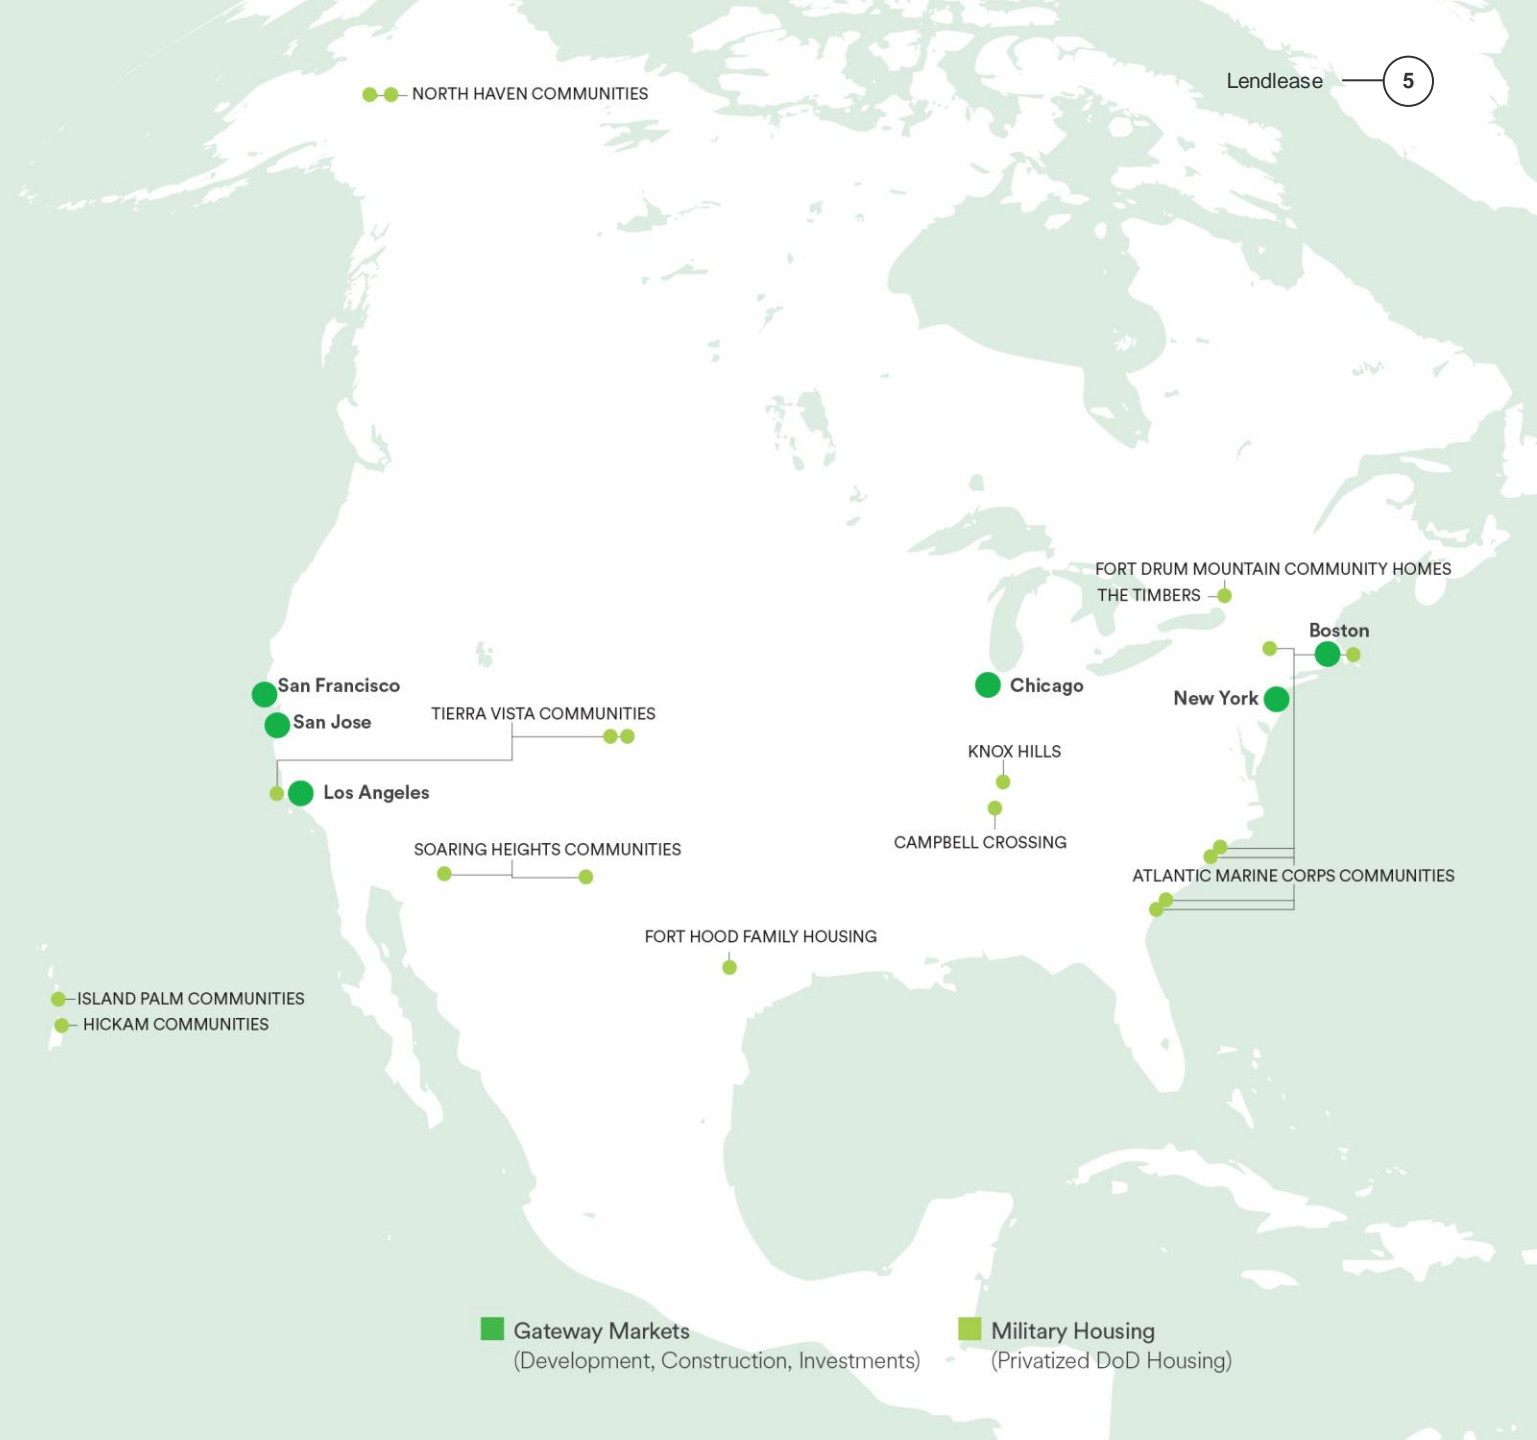 Lendlease
5
NORTH HAVEN COMMUNITIES
FORT DRUM MOUNTAIN COMMUNITY HOMES
THE TIMBERS
Boston
San Francisco
Chicago
New York
TIERRA VISTA COMMUNITIES
San Jose
KNOX HILLS
Los Angeles
CAMPBELL CROSSING
SOARING HEIGHTS COMMUNITIES
ATLANTIC MARINE CORPS COMMUNITIES
FORT HOOD FAMILY HOUSING
ISLAND PALM COMMUNITIES
HICKAM COMMUNITIES
Gateway Markets
(Development, Construction, Investments)
Military Housing
(Privatized DoD Housing)